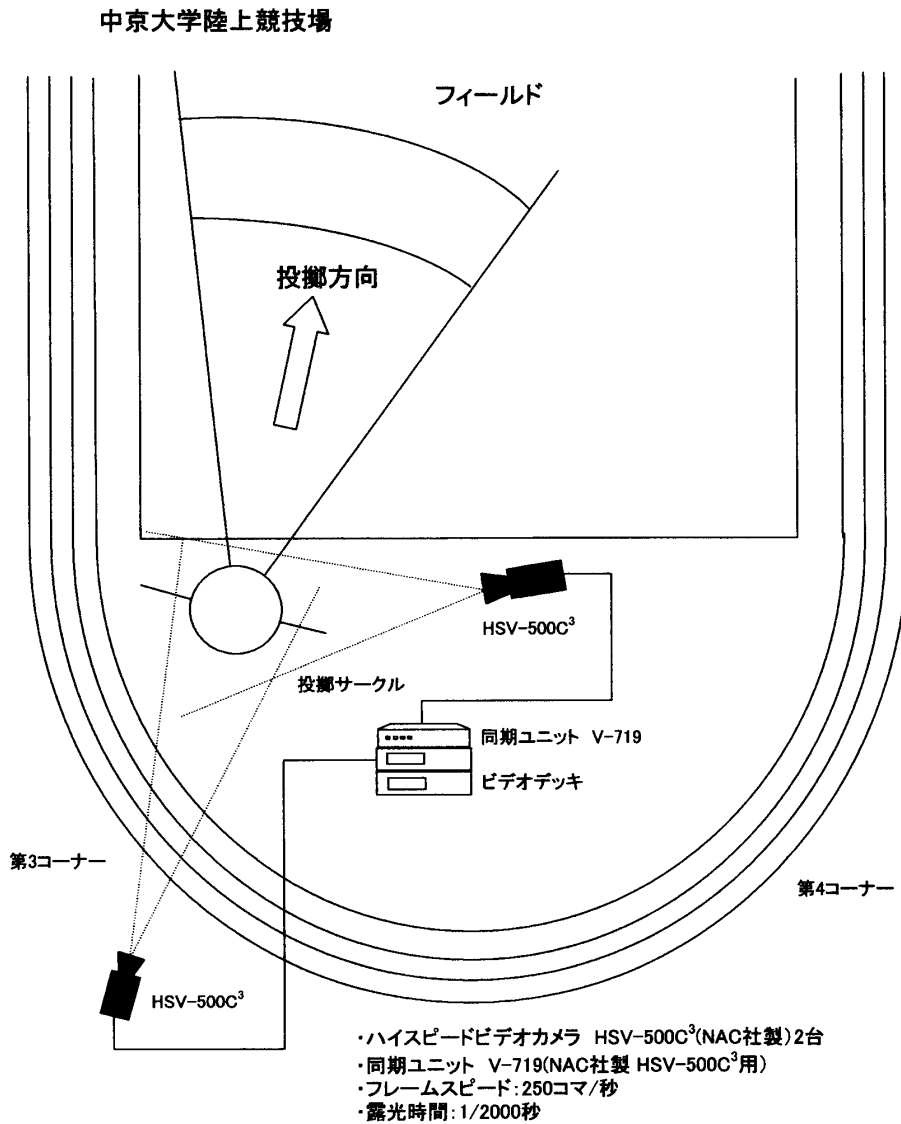 中京大学陸上競技場
フィールド
投擲方向
HSV-500C³
投擲サークル
同期ユニット V-719
ビデオデッキ
第3コーナー
第4コーナー
HSV-500C³
・ハイスピードビデオカメラ HSV-500C³(NAC社製)2台
・同期ユニット V-719(NAC社製 HSV-500C³用)
・フレームスピード:250コマ/秒
・露光時間:1/2000秒